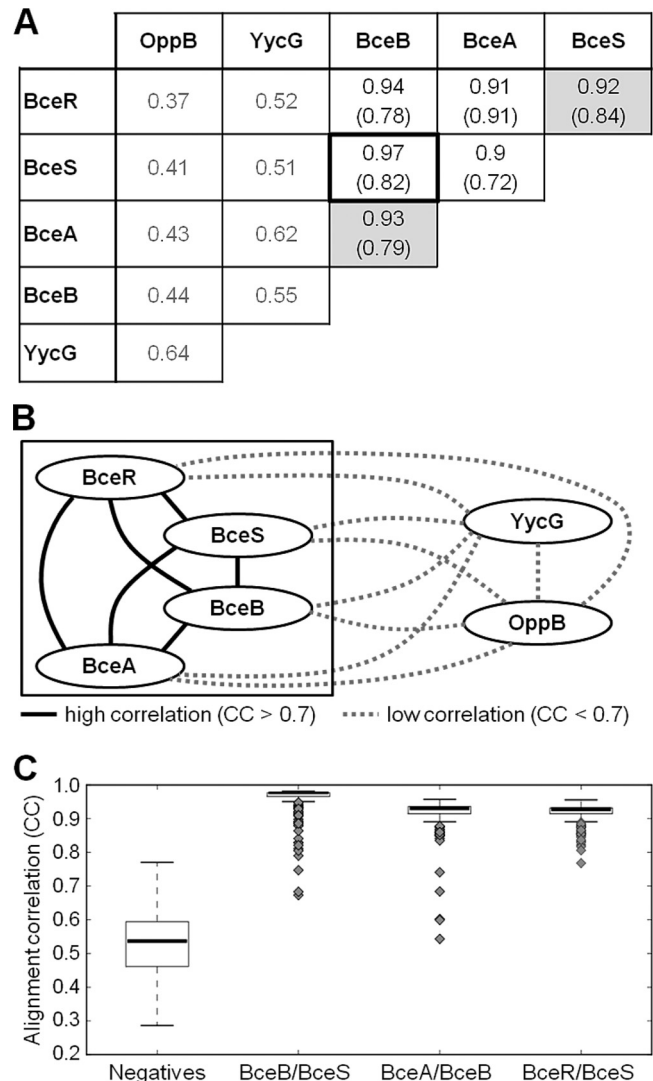 A
OppB YycG BceB BceA BceS
BceR 0.37 0.52 0.94 (0.78) 0.91 (0.91) 0.92 (0.84)
BceS 0.41 0.51 0.97 (0.82) 0.9 (0.72)
BceA 0.43 0.62 0.93 (0.79)
BceB 0.44 0.55
YycG 0.64
B
BceR
BceS
YycG
BceB
OppB
BceA
high correlation (CC > 0.7) low correlation (CC < 0.7)
C
Alignment correlation (CC)
1.0
0.9
0.8
0.7
0.6
0.5
0.4
0.3
0.2
Negatives BceB/BceS BceA/BceB BceR/BceS